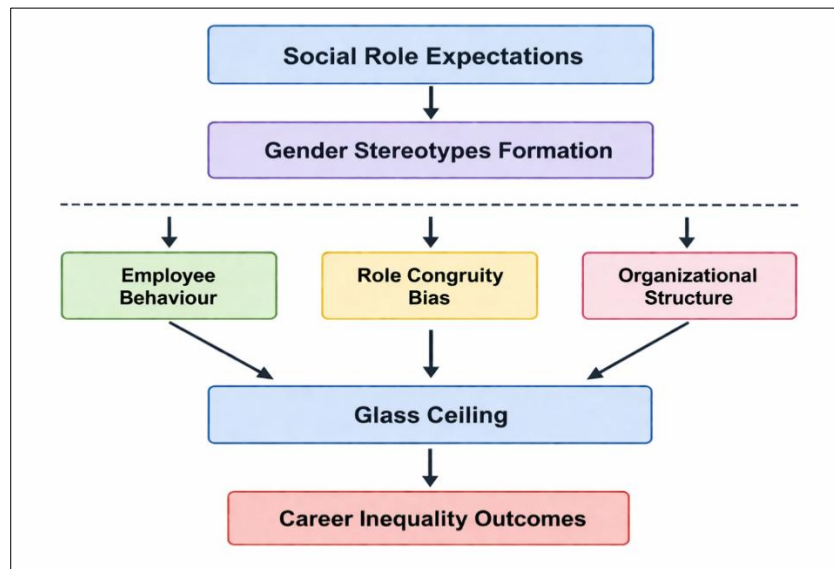 Social Role Expectations
Gender Stereotypes Formation
Employee
Behaviour
Role Congruity
Bias
Organizational
Structure
Glass Ceiling
Career Inequality Outcomes